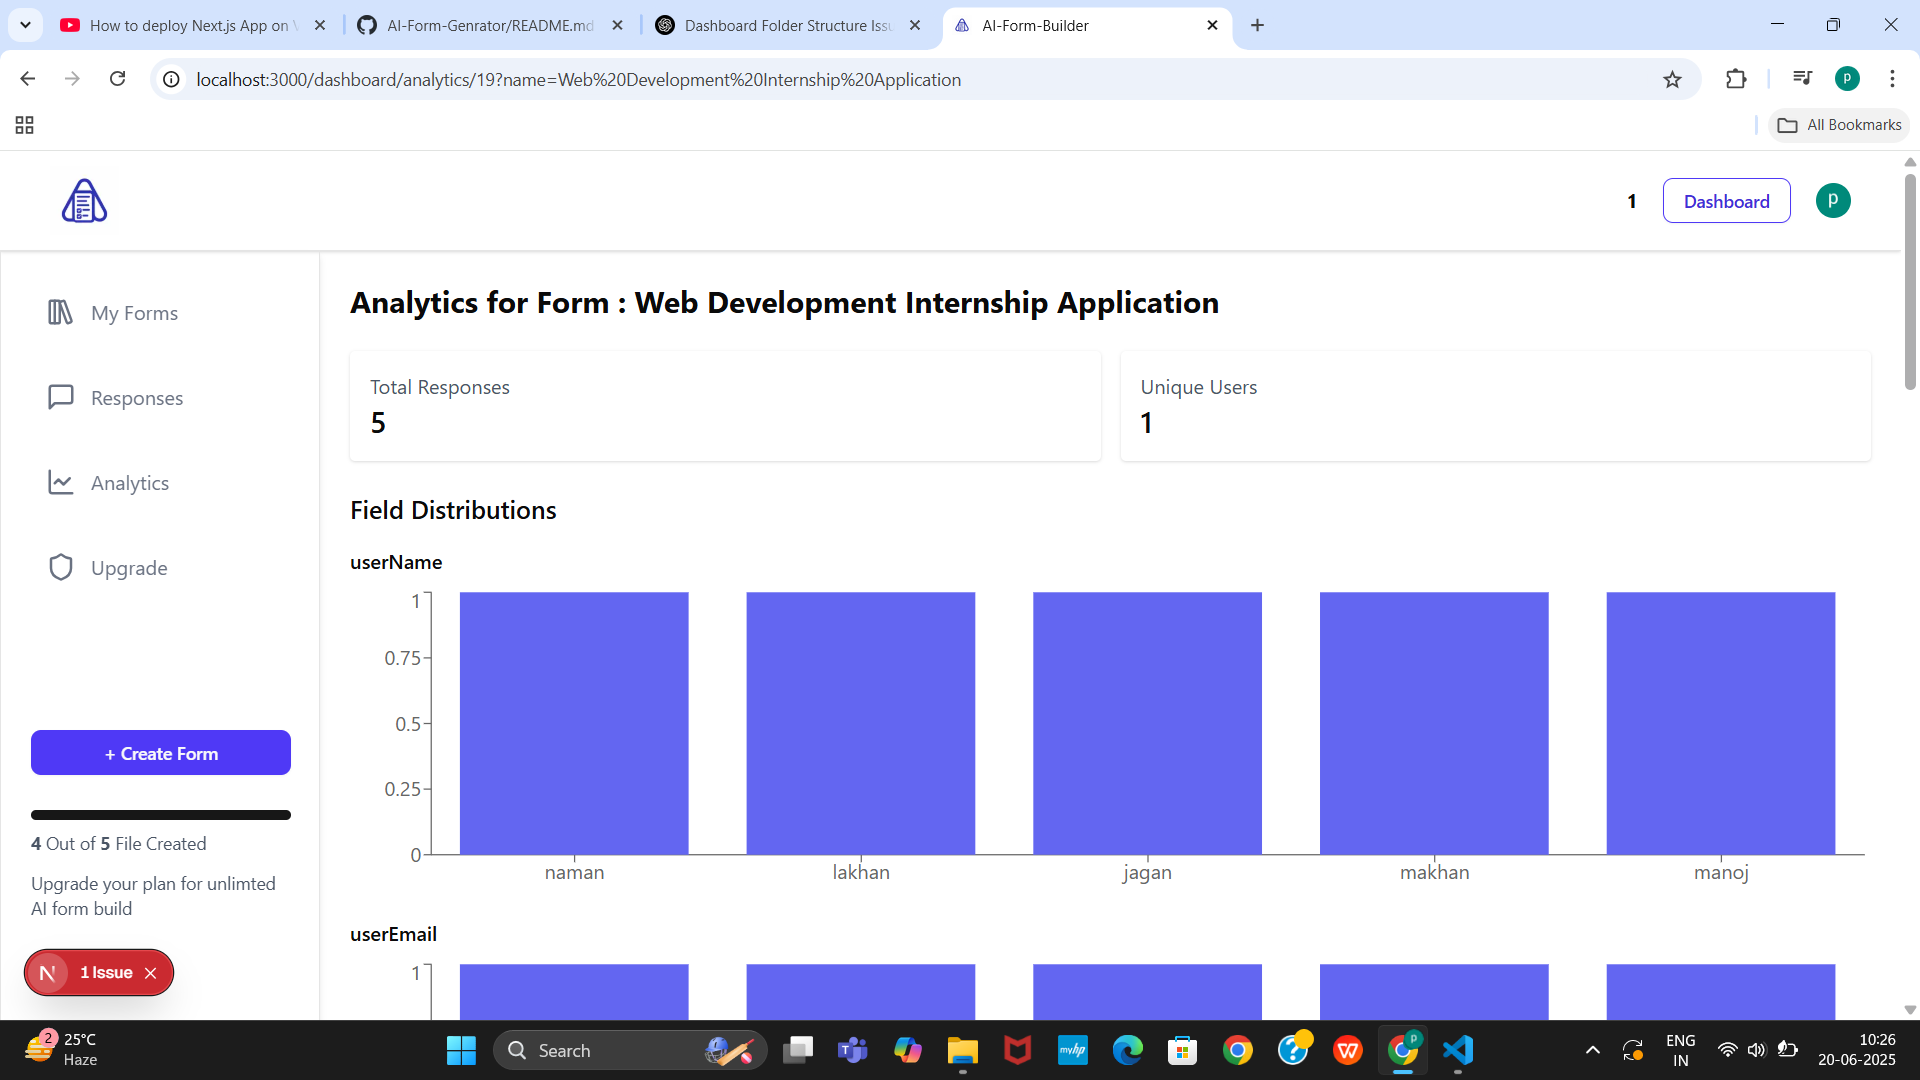 How to deploy Next.js App on V
AI-Form-Genrator/README.md
Dashboard Folder Structure Issu
AI-Form-Builder
localhost:3000/dashboard/analytics/19?name=Web%20Development%20Internship%20Application
P
All Bookmarks
1
Dashboard
P
My Forms
Responses
Analytics
Upgrade
+ Create Form
4 Out of 5 File Created
Upgrade your plan for unlimted
AI form build
N
1 Issue
Analytics for Form : Web Development Internship Application
Total Responses
5
Unique Users
1
Field Distributions
userName
1
0.75
0.5
0.25
0
naman
lakhan
jagan
makhan
manoj
userEmail
1
2
25°C
Haze
Search
myhp
P
ENG
IN
10:26
20-06-2025